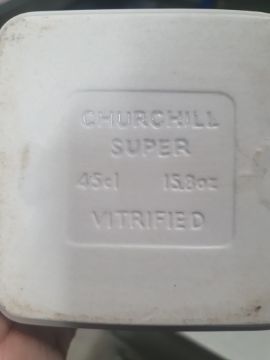 CHURCHILL
SUPER
45cl 15.8oz
VITRIFIED